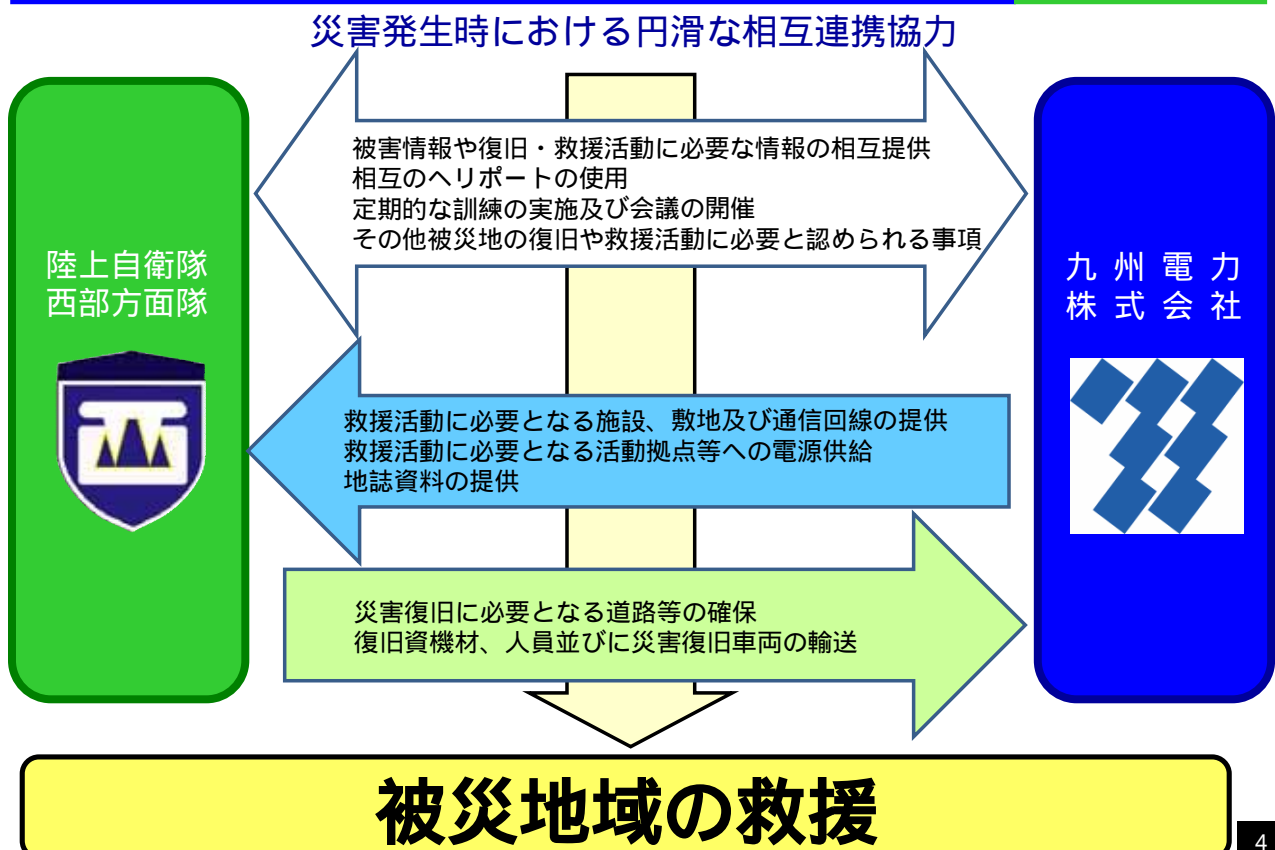 災害発生時における円滑な相互連携協力
被害情報や復旧・救援活動に必要な情報の相互提供
相互のヘリポートの使用
定期的な訓練の実施及び会議の開催
その他被災地の復旧や救援活動に必要と認められる事項
陸上自衛隊
西部方面隊
九州電力
株式会社
救援活動に必要となる施設、敷地及び通信回線の提供
救援活動に必要となる活動拠点等への電源供給
地誌資料の提供
災害復旧に必要となる道路等の確保
復旧資機材、人員並びに災害復旧車両の輸送
被災地域の救援
4